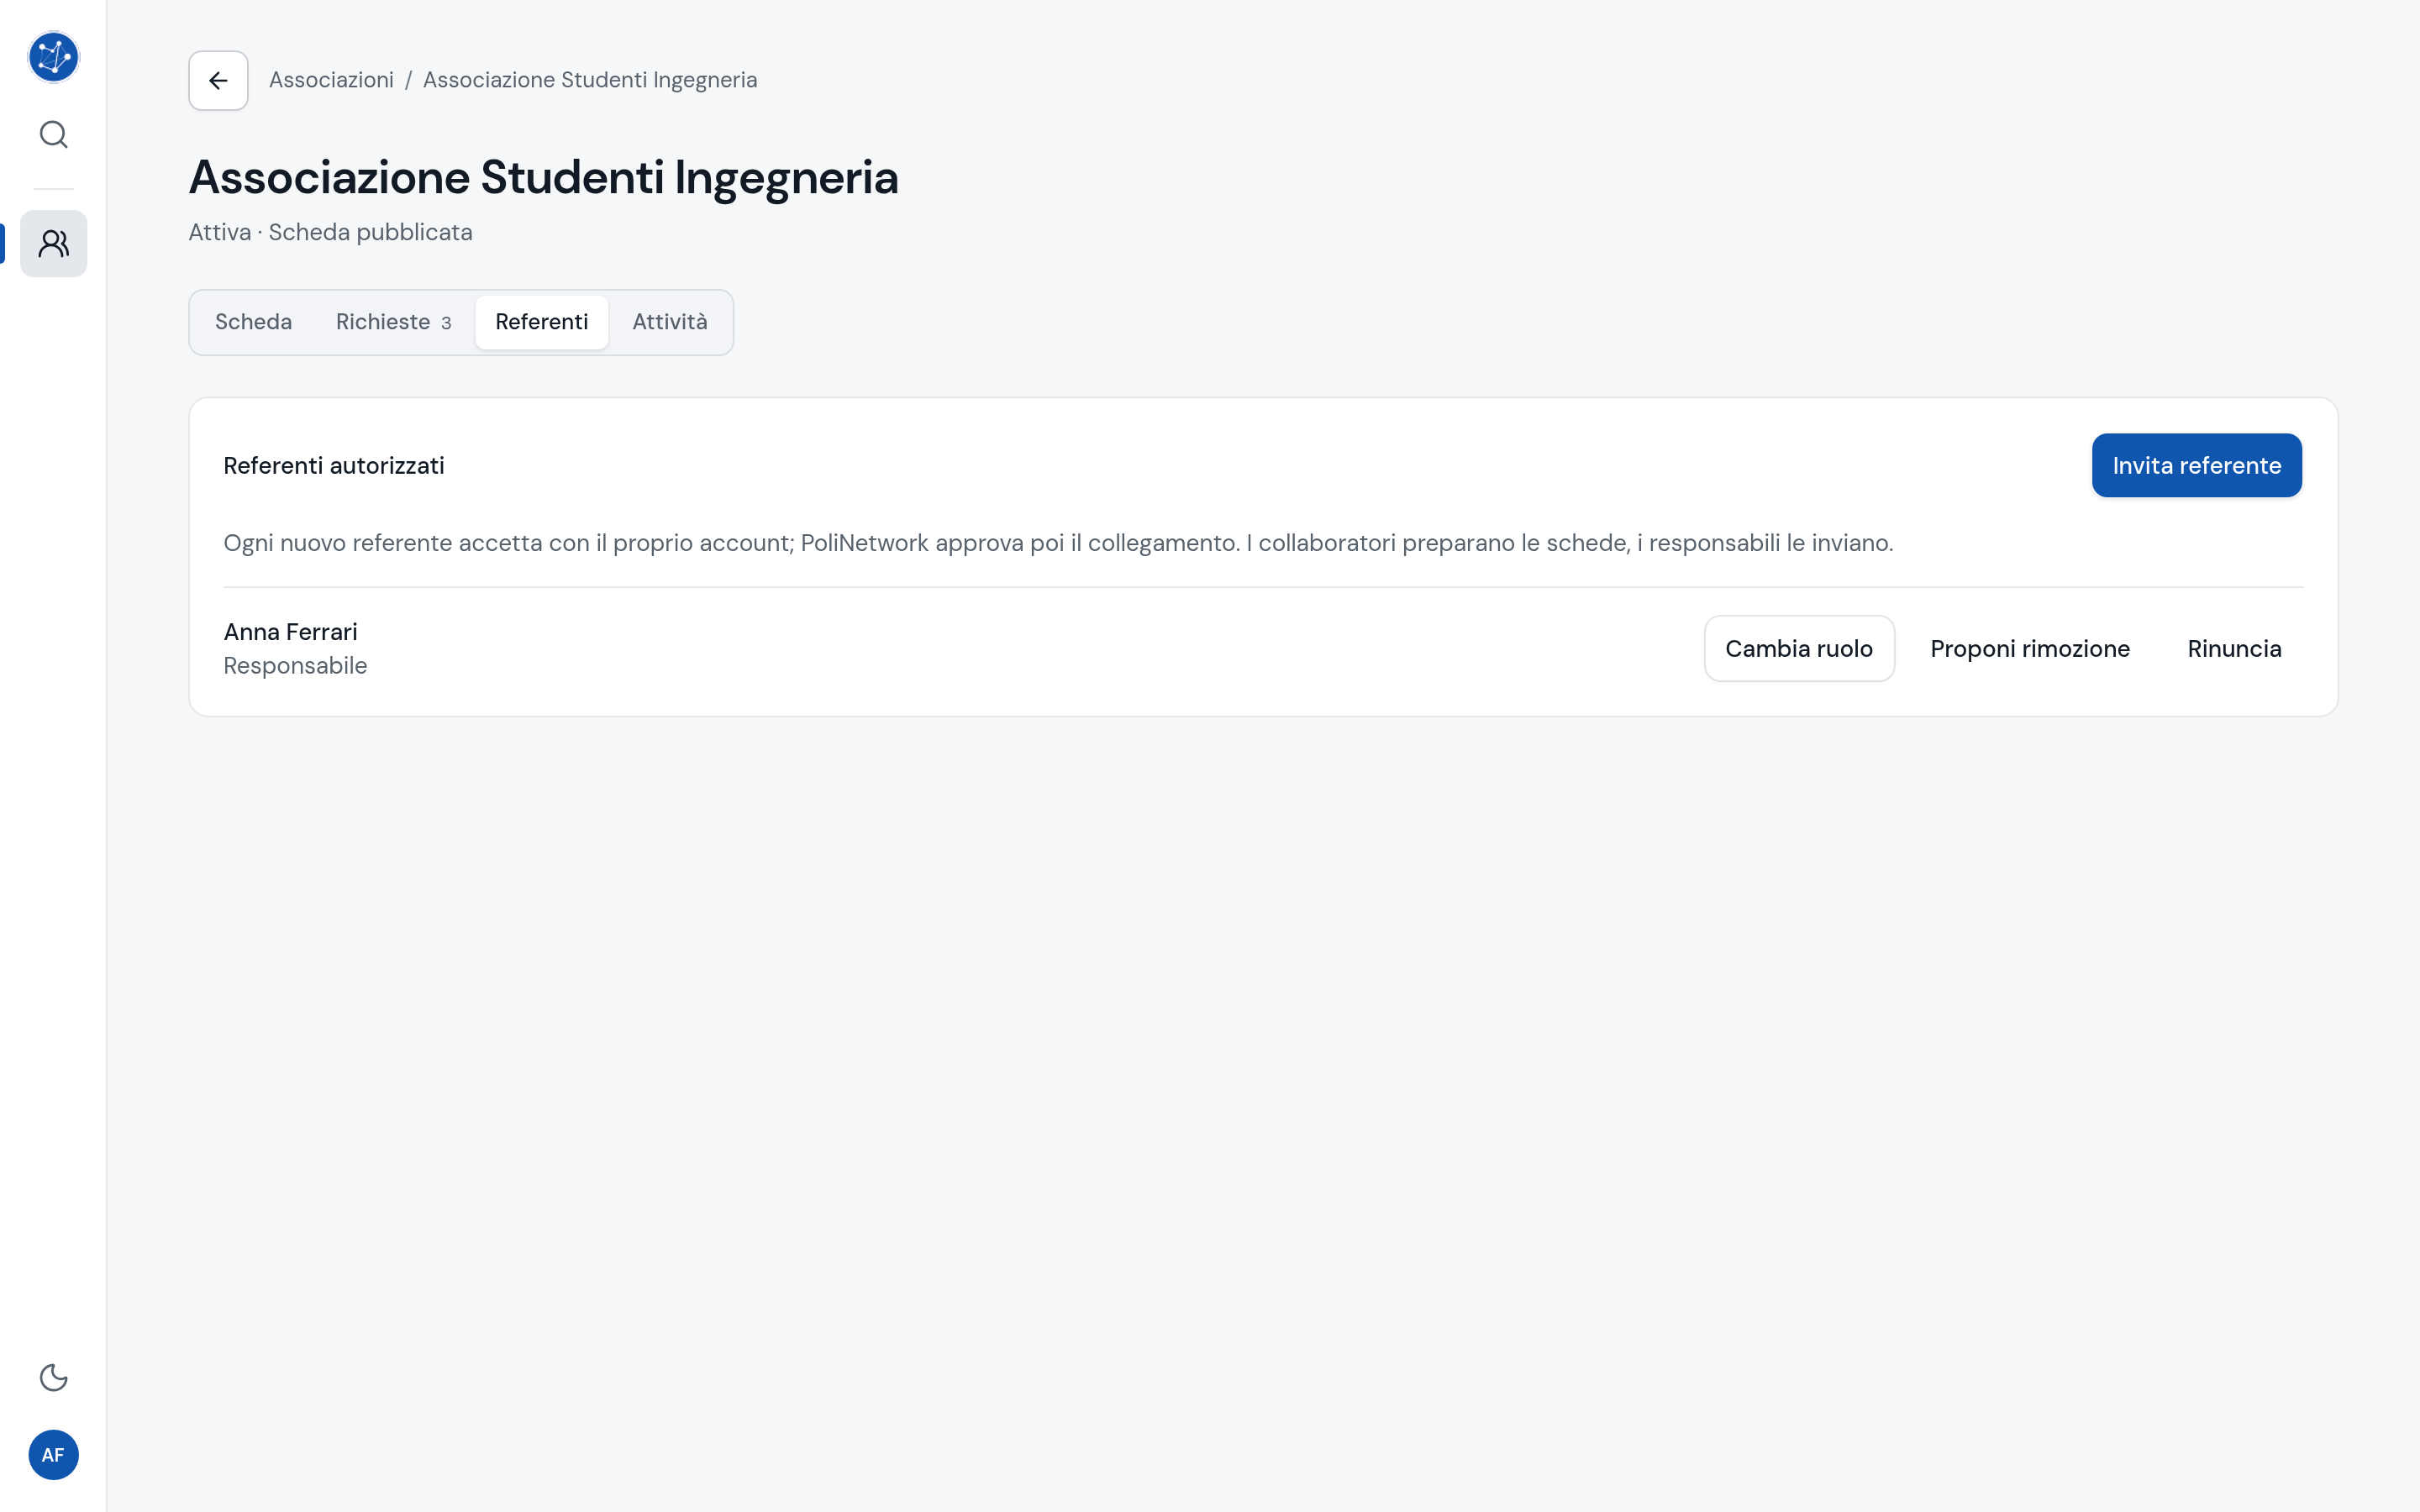 Associazioni / Associazione Studenti Ingegneria
Associazione Studenti Ingegneria
Attiva · Scheda pubblicata
Scheda Richieste 3 Referenti Attività
Referenti autorizzati Invita referente
Ogni nuovo referente accetta con il proprio account; PoliNetwork approva poi il collegamento. I collaboratori preparano le schede, i responsabili le inviano.
Anna Ferrari
Responsabile
Cambia ruolo Proponi rimozione Rinuncia
AF